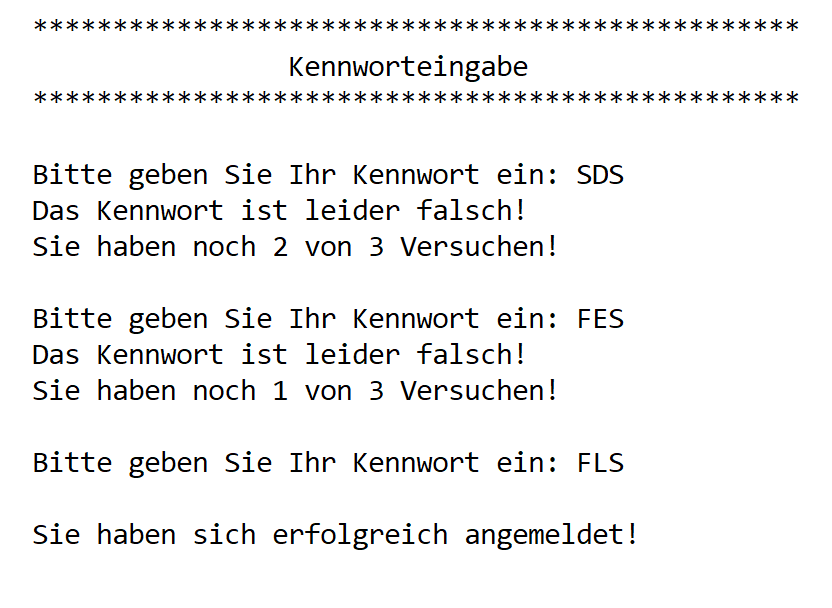 ************************************************
Kennworteingabe
************************************************
Bitte geben Sie Ihr Kennwort ein: SDS
Das Kennwort ist leider falsch!
Sie haben noch 2 von 3 Versuchen!
Bitte geben Sie Ihr Kennwort ein: FES
Das Kennwort ist leider falsch!
Sie haben noch 1 von 3 Versuchen!
Bitte geben Sie Ihr Kennwort ein: FLS
Sie haben sich erfolgreich angemeldet!